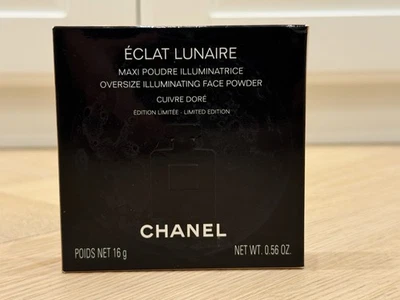 ÉCLAT LUNAIRE
MAXI POUDRE ILLUMINATRICE
OVERSIZE ILLUMINATING FACE POWDER
CUIVRE DORÉ
ÉDITION LIMITÉE - LIMITED EDITION
CHANEL
POIDS NET 16 g NET WT. 0.56 OZ.